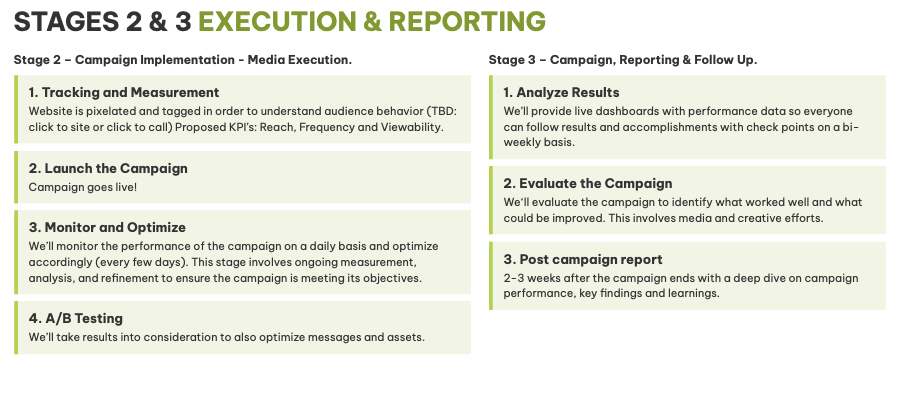 STAGES 2 & 3 EXECUTION & REPORTING
Stage 2 – Campaign Implementation - Media Execution.
1. Tracking and Measurement
Website is pixelated and tagged in order to understand audience behavior (TBD:
click to site or click to call) Proposed KPI's: Reach, Frequency and Viewability.
2. Launch the Campaign
Campaign goes live!
3. Monitor and Optimize
We'll monitor the performance of the campaign on a daily basis and optimize
accordingly (every few days). This stage involves ongoing measurement,
analysis, and refinement to ensure the campaign is meeting its objectives.
4. A/B Testing
We'll take results into consideration to also optimize messages and assets.
Stage 3 – Campaign, Reporting & Follow Up.
1. Analyze Results
We'll provide live dashboards with performance data so everyone
can follow results and accomplishments with check points on a bi-
weekly basis.
2. Evaluate the Campaign
We'll evaluate the campaign to identify what worked well and what
could be improved. This involves media and creative efforts.
3. Post campaign report
2-3 weeks after the campaign ends with a deep dive on campaign
performance, key findings and learnings.